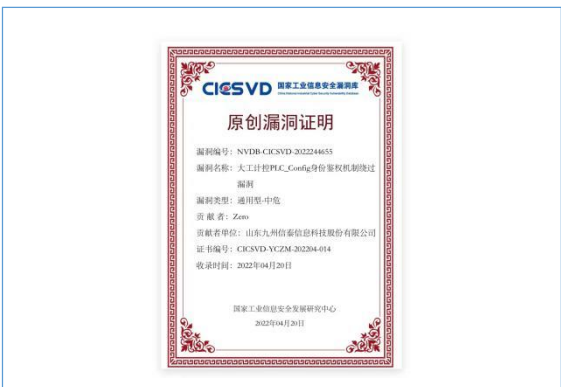 CICSVD 国家工业信息安全漏洞库
China National Industrial Cyber Security Vulnerability Database
原创漏洞证明
漏洞编号：NVDB-CICSVD-2022244655
漏洞名称：大工计控PLC_Config身份鉴权机制绕过
漏洞
漏洞类型：通用型-中危
贡 献 者：Zero
贡献者单位：山东九州信泰信息科技股份有限公司
证书编号：CICSVD-YCZM-202204-014
收录时间：2022年04月20日
国家工业信息安全发展研究中心
2022年04月20日